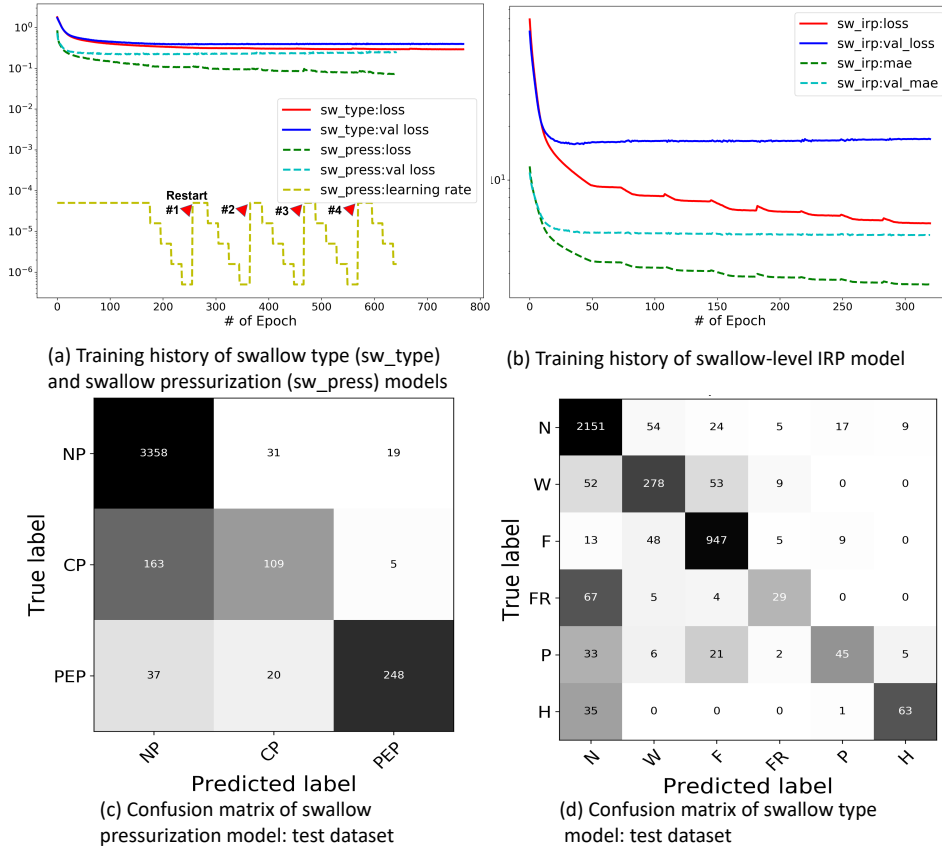 10⁰
10⁻¹
10⁻²
10⁻³
10⁻⁴
10⁻⁵
10⁻⁶
sw_type:loss
sw_type:val loss
sw_press:loss
sw_press:val loss
sw_press:learning rate
Restart
#1
#2
#3
#4
0 100 200 300 400 500 600 700 800
# of Epoch
(a) Training history of swallow type (sw_type)
and swallow pressurization (sw_press) models
sw_irp:loss
sw_irp:val_loss
sw_irp:mae
sw_irp:val_mae
10¹
0 50 100 150 200 250 300
# of Epoch
(b) Training history of swallow-level IRP model
True label
NP 3358 31 19
CP 163 109 5
PEP 37 20 248
NP CP PEP
Predicted label
(c) Confusion matrix of swallow
pressurization model: test dataset
True label
N 2151 54 24 5 17 9
W 52 278 53 9 0 0
F 13 48 947 5 9 0
FR 67 5 4 29 0 0
P 33 6 21 2 45 5
H 35 0 0 0 1 63
N W F FR P H
Predicted label
(d) Confusion matrix of swallow type
model: test dataset